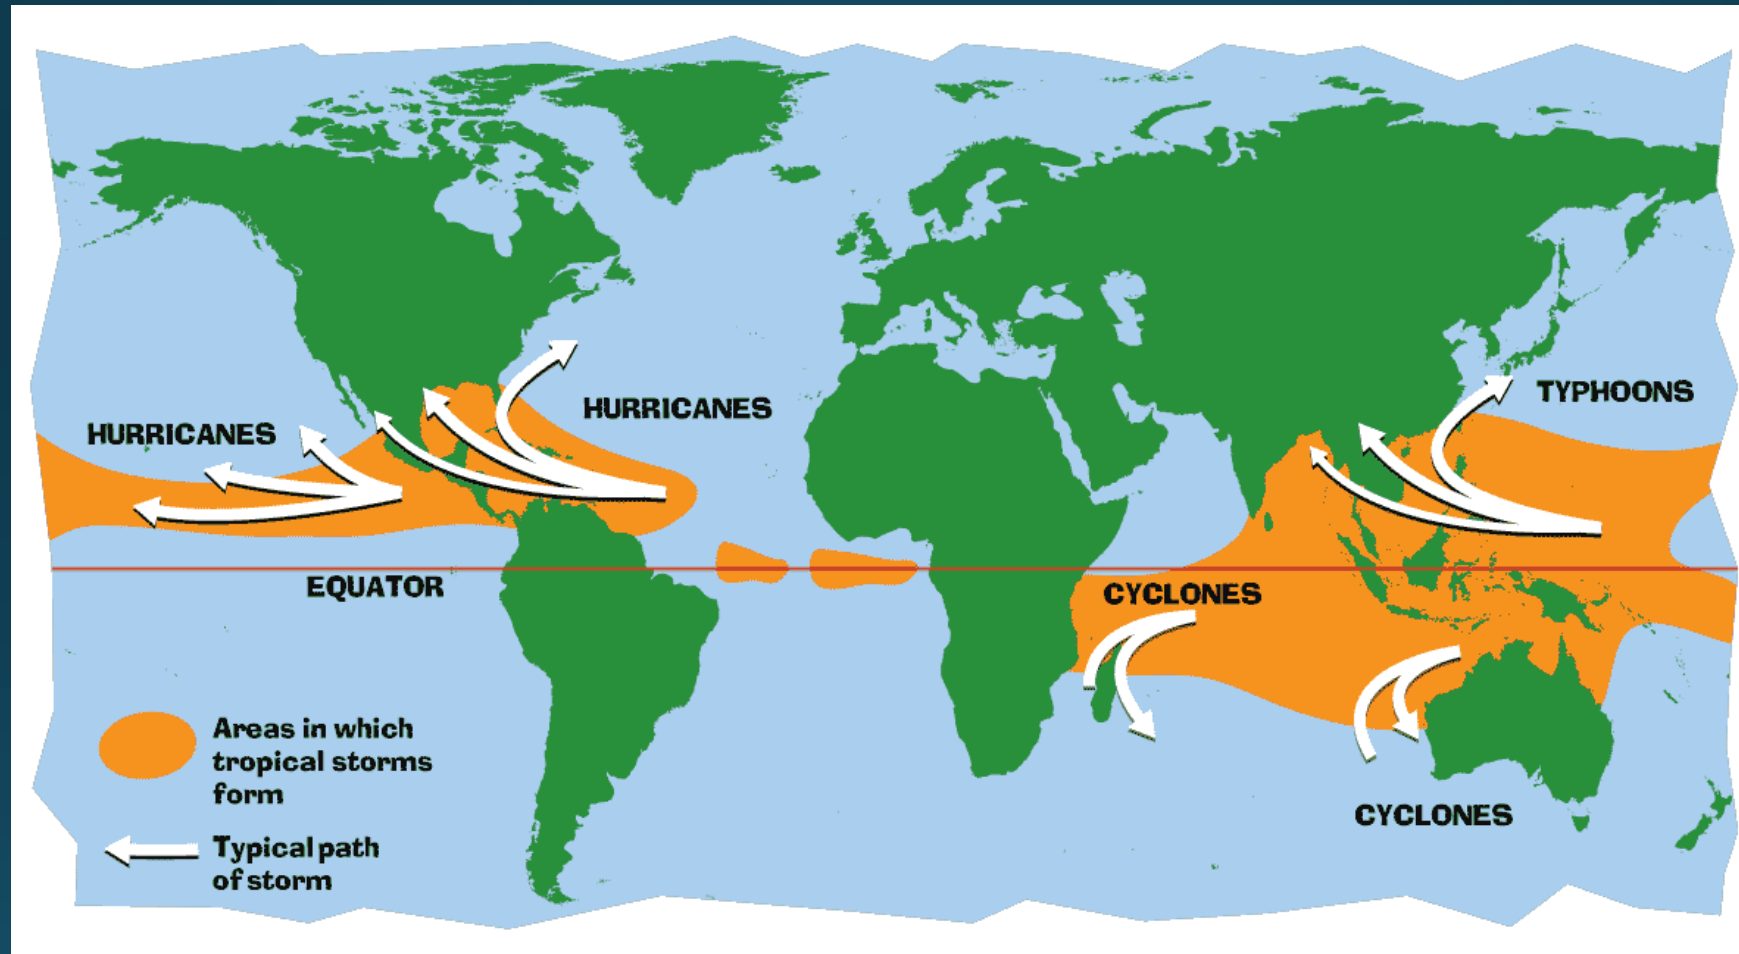 TYPHOONS
HURRICANES
HURRICANES
EQUATOR
CYCLONES
Areas in which
tropical storms
form
CYCLONES
Typical path
of storm